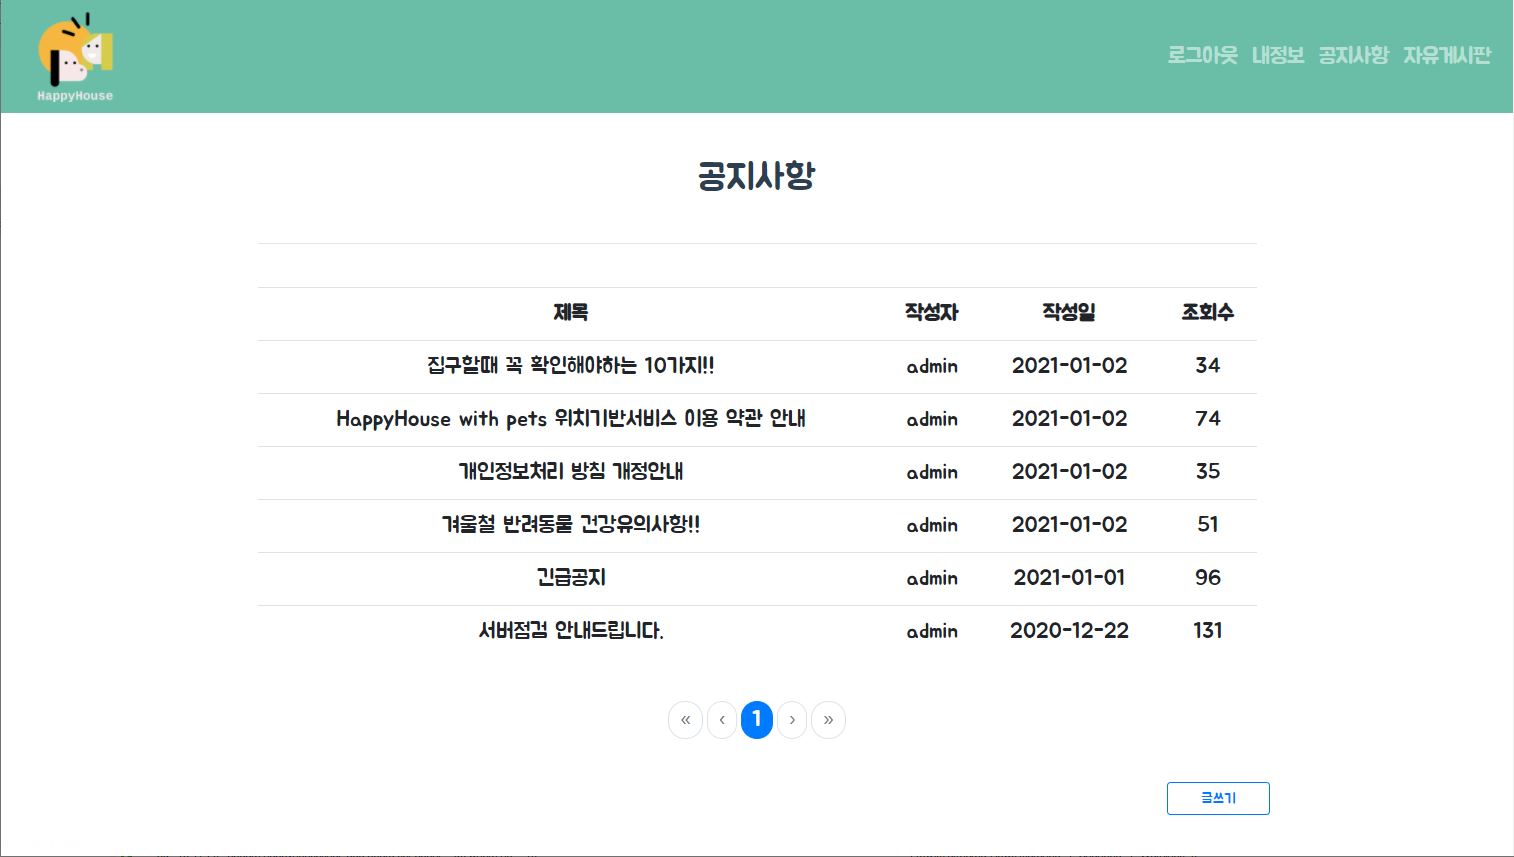 HappyHouse
로그아웃 내정보 공지사항 자유게시판
공지사항
제목 작성자 작성일 조회수
집구할때 꼭 확인해야하는 10가지!! admin 2021-01-02 34
HappyHouse with pets 위치기반서비스 이용 약관 안내 admin 2021-01-02 74
개인정보처리 방침 개정안내 admin 2021-01-02 35
겨울철 반려동물 건강유의사항!! admin 2021-01-02 51
긴급공지 admin 2021-01-01 96
서버점검 안내드립니다. admin 2020-12-22 131
« ‹ 1 › »
글쓰기